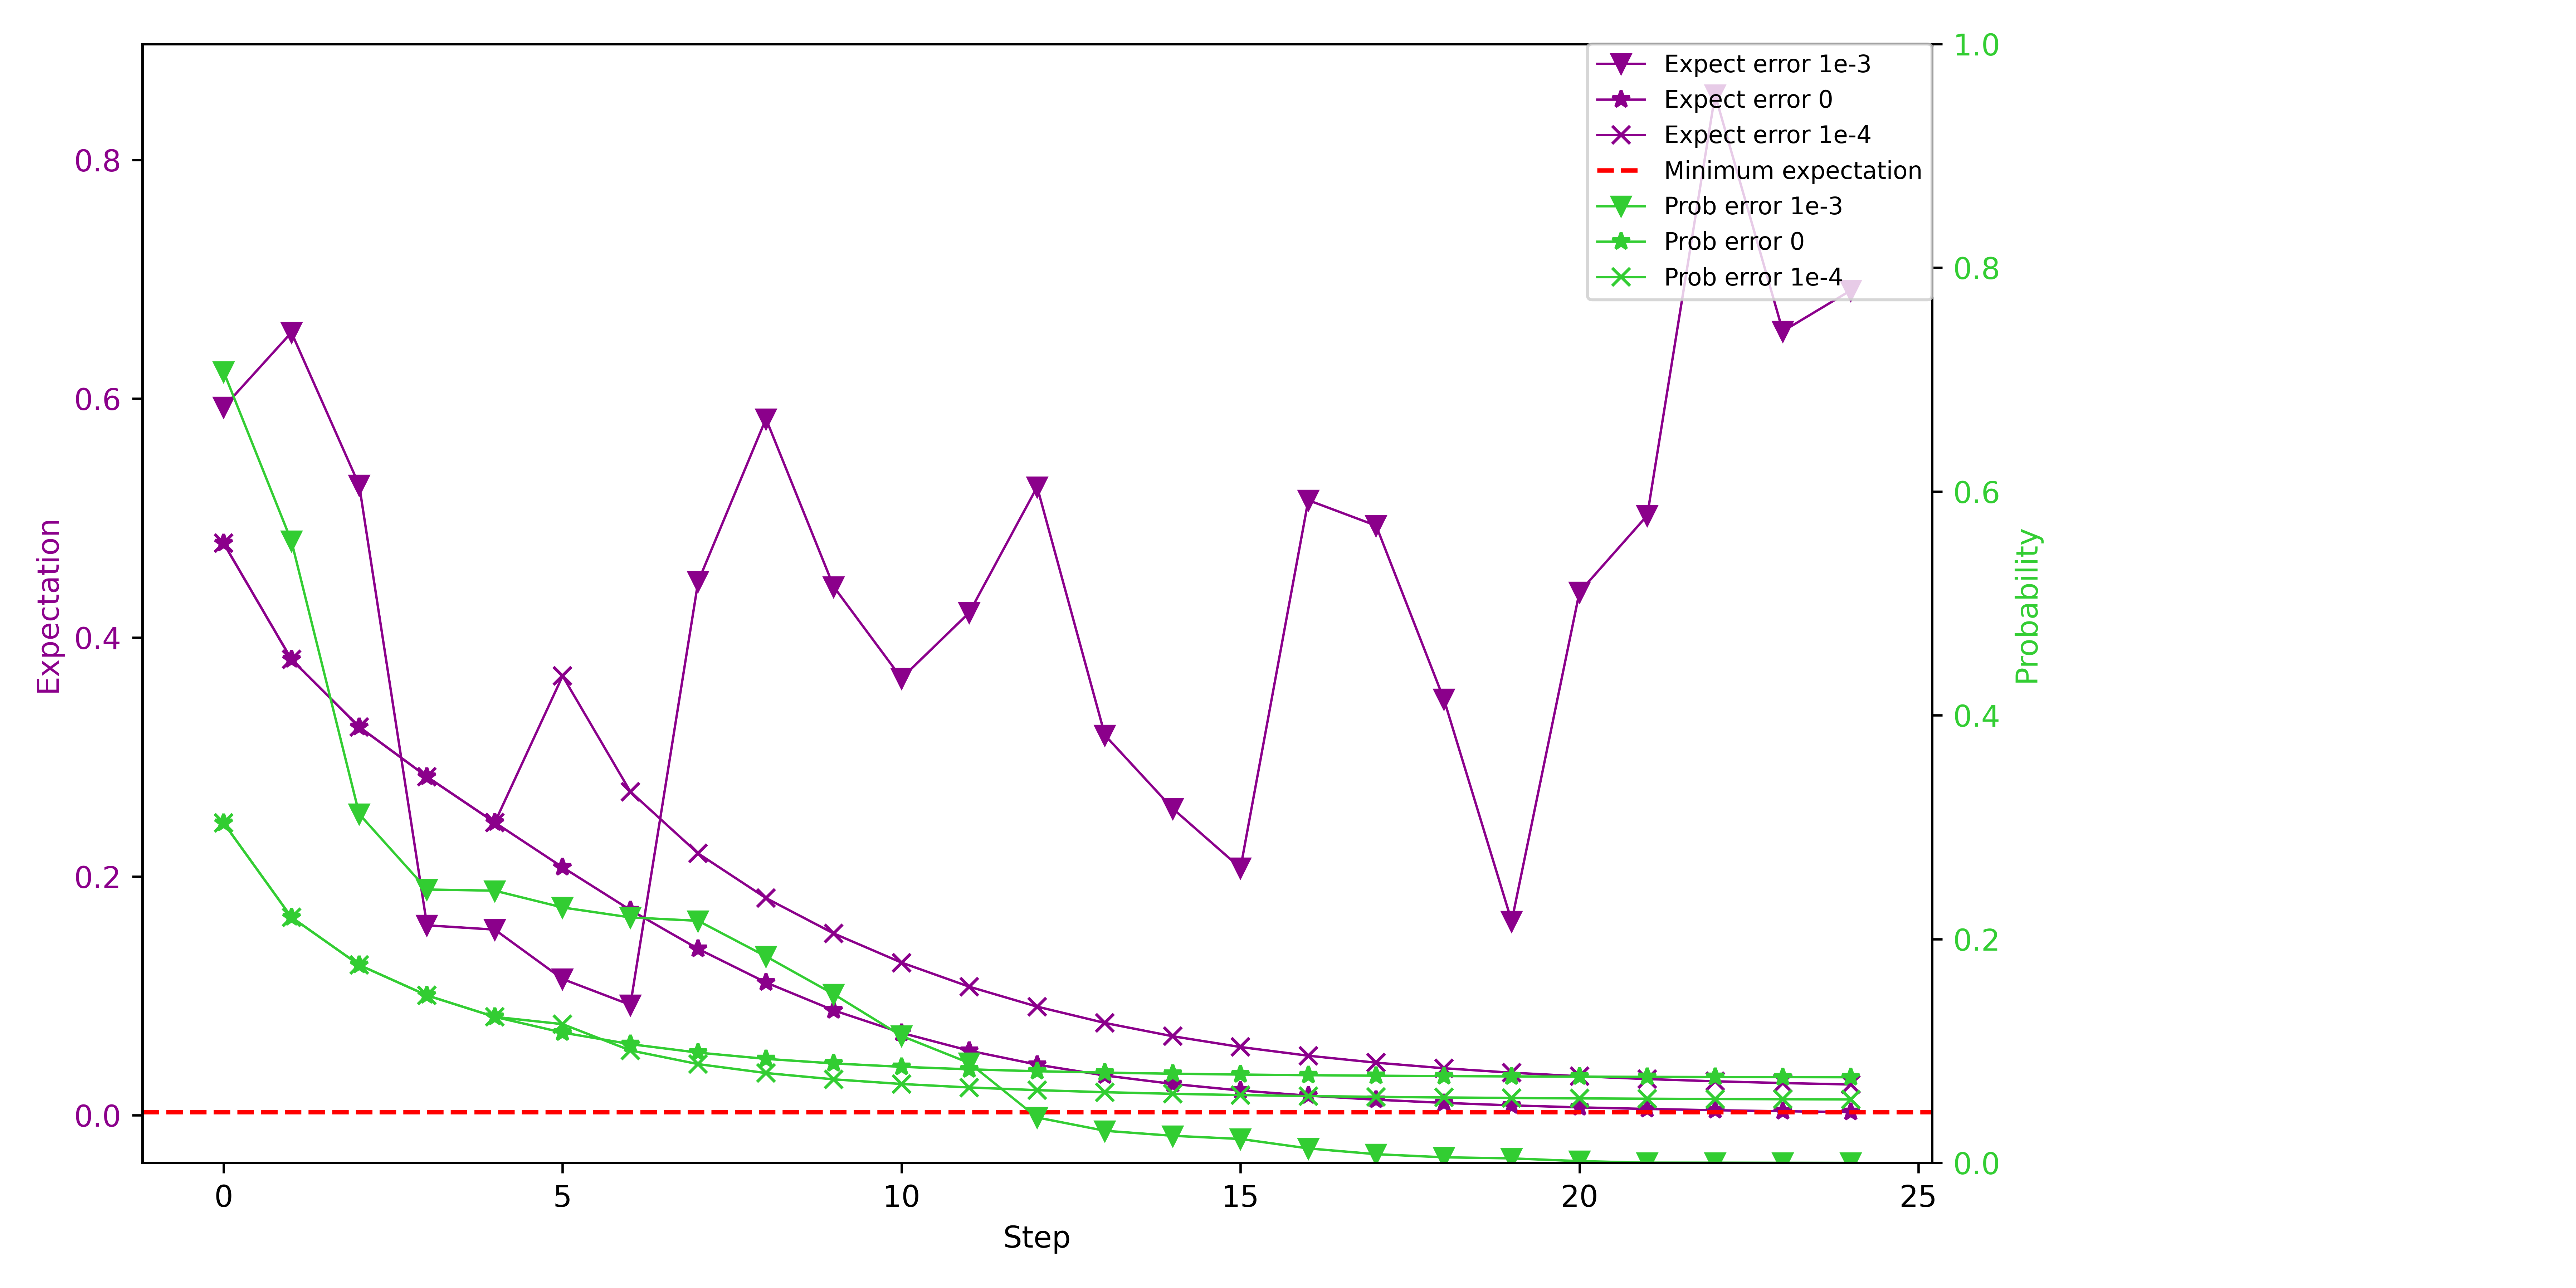 Expectation
0.8
0.6
0.4
0.2
0.0
Expect error 1e-3
Expect error 0
Expect error 1e-4
Minimum expectation
Prob error 1e-3
Prob error 0
Prob error 1e-4
1.0
0.8
0.6
0.4
0.2
0.0
Probability
0 5 10 15 20 25
Step